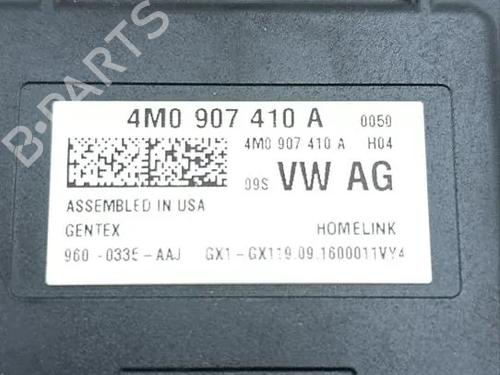 B-PARTS
4M0 907 410 A 0050
4M0 907 410 A H04
09S VW AG
ASSEMBLED IN USA
GENTEX HOMELINK
960-0335-AAJ GX1-GX119.09.1600011VY4